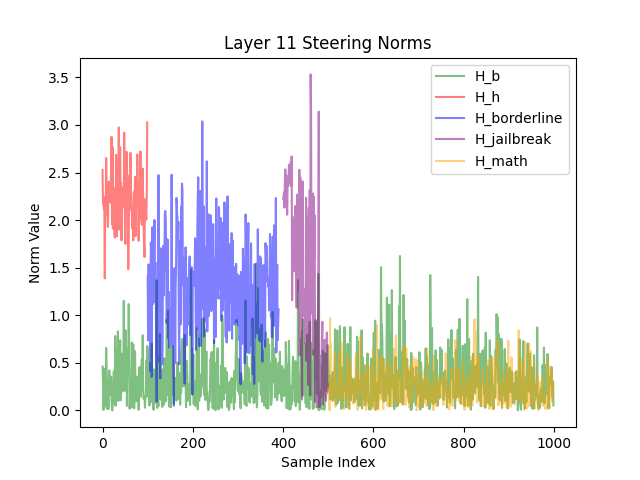 Layer 11 Steering Norms
Norm Value
3.5
3.0
2.5
2.0
1.5
1.0
0.5
0.0
H_b
H_h
H_borderline
H_jailbreak
H_math
0
200
400
600
800
1000
Sample Index